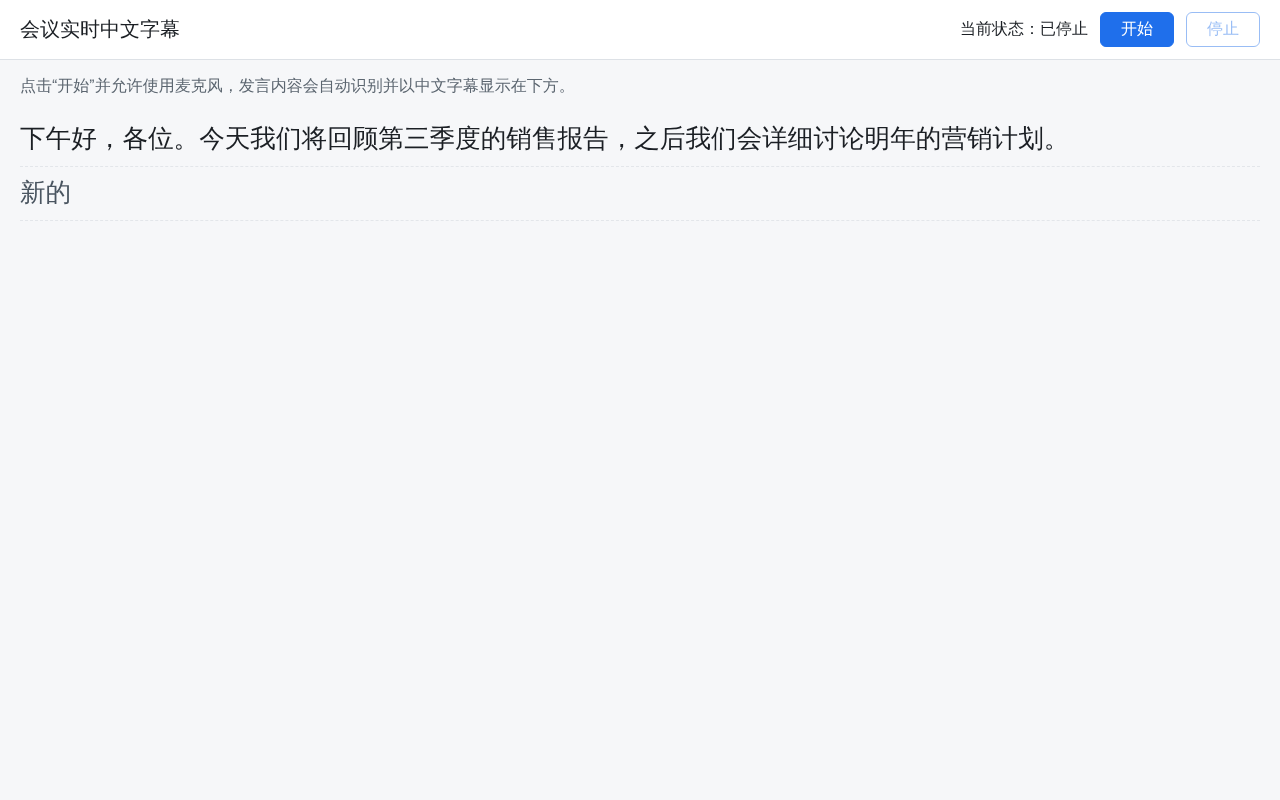 会议实时中文字幕
当前状态：已停止
开始
停止
点击“开始”并允许使用麦克风，发言内容会自动识别并以中文字幕显示在下方。
下午好，各位。今天我们将回顾第三季度的销售报告，之后我们会详细讨论明年的营销计划。
新的